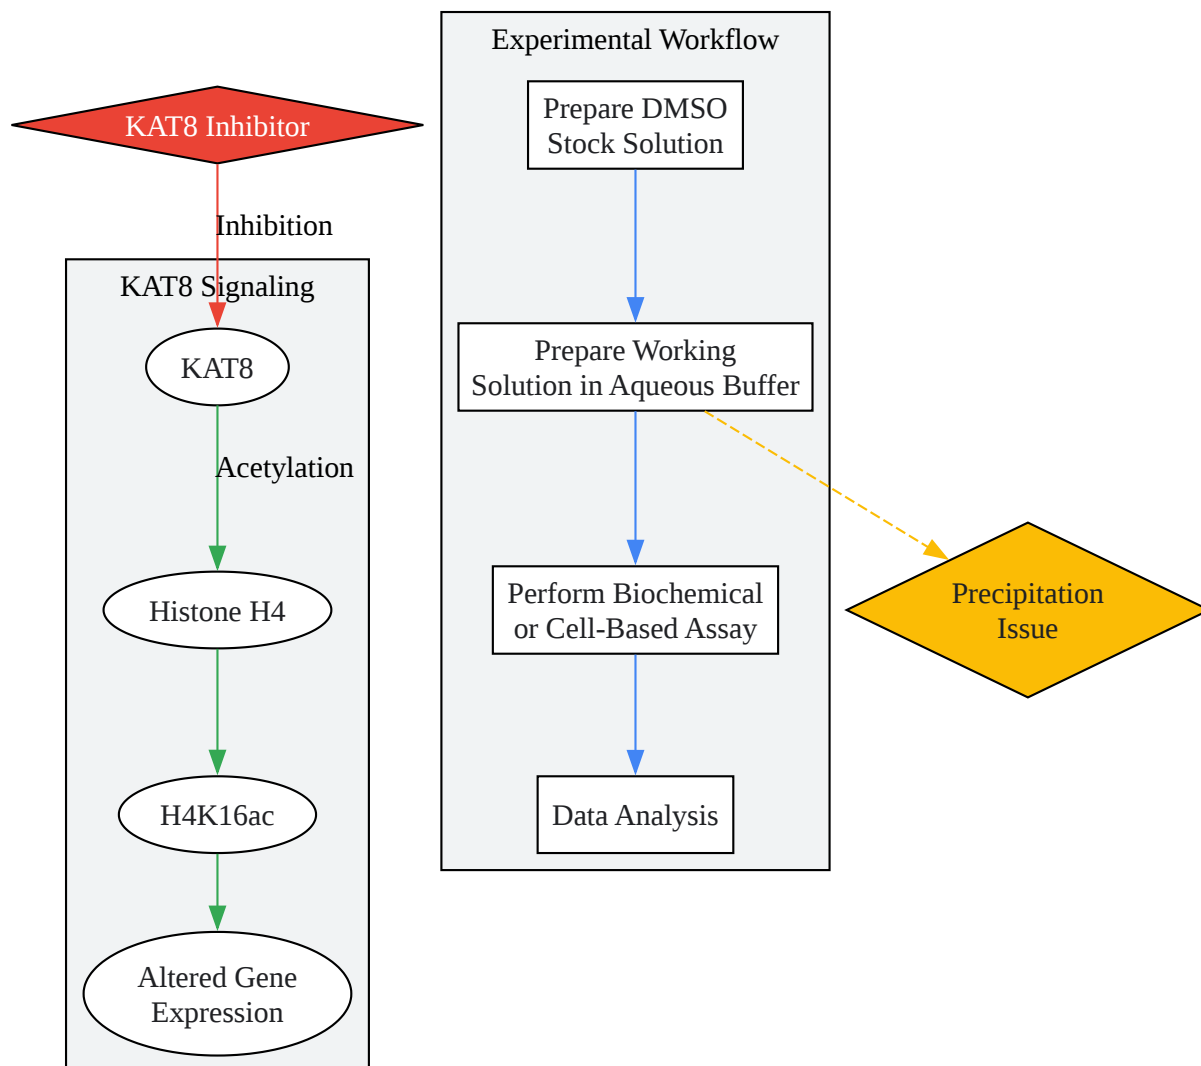 KAT8 Inhibitor
Inhibition
KAT8 Signaling
KAT8
Acetylation
Histone H4
H4K16ac
Altered Gene
Expression
Experimental Workflow
Prepare DMSO
Stock Solution
Prepare Working
Solution in Aqueous Buffer
Perform Biochemical
or Cell-Based Assay
Data Analysis
Precipitation
Issue